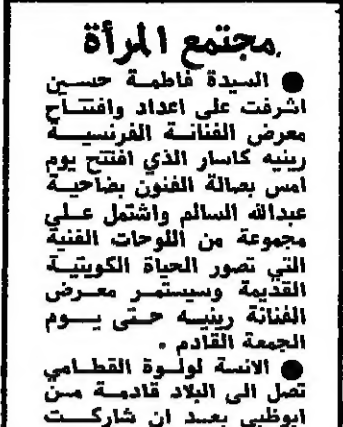 مجتمع المرأة
● السيدة فاطمة حسين
اشرفت على اعداد وافتتاح
معرض الفنانة الفرنسية
رينيه كاسار الذي افتتح يوم
امس بصالة الفنون بضاحية
عبدالله السالم واشتمل على
مجموعة من اللوحات الفنية
التي تصور الحياة الكويتية
القديمة وسيستمر معرض
الفنانة رينيه حتى يوم
الجمعة القادم .
● الانسة لولوة القطامي
تصل الى البلاد قادمة من
ابوظبي بعد ان شاركت